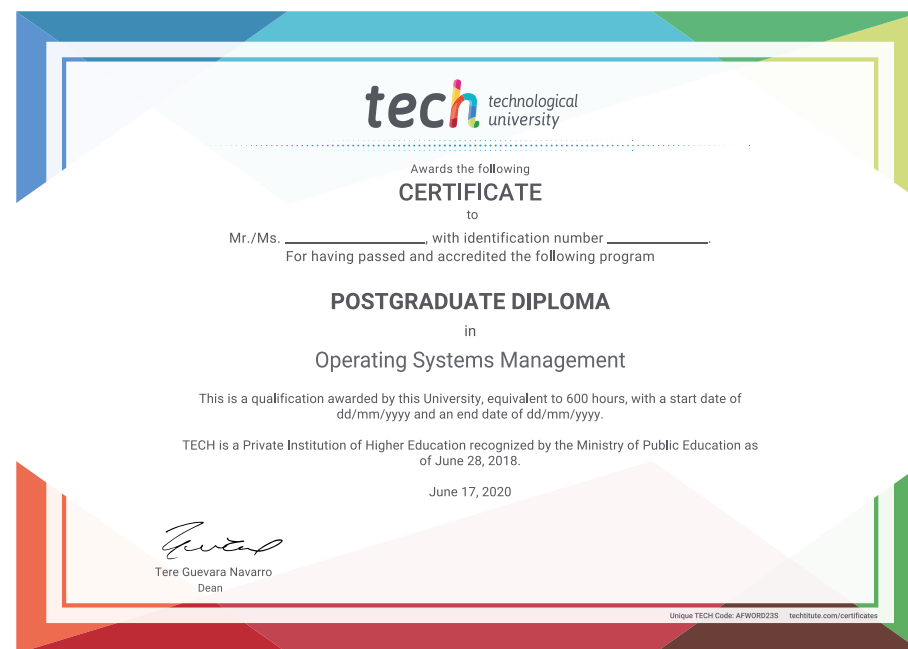 tech technological
university
Awards the following
CERTIFICATE
to
Mr./Ms. ____________________, with identification number ______________.
For having passed and accredited the following program
POSTGRADUATE DIPLOMA
in
Operating Systems Management
This is a qualification awarded by this University, equivalent to 600 hours, with a start date of
dd/mm/yyyy and an end date of dd/mm/yyyy.
TECH is a Private Institution of Higher Education recognized by the Ministry of Public Education as
of June 28, 2018.
June 17, 2020
Tere Guevara Navarro
Dean
Unique TECH Code: AFWORD23S techtitute.com/certificates